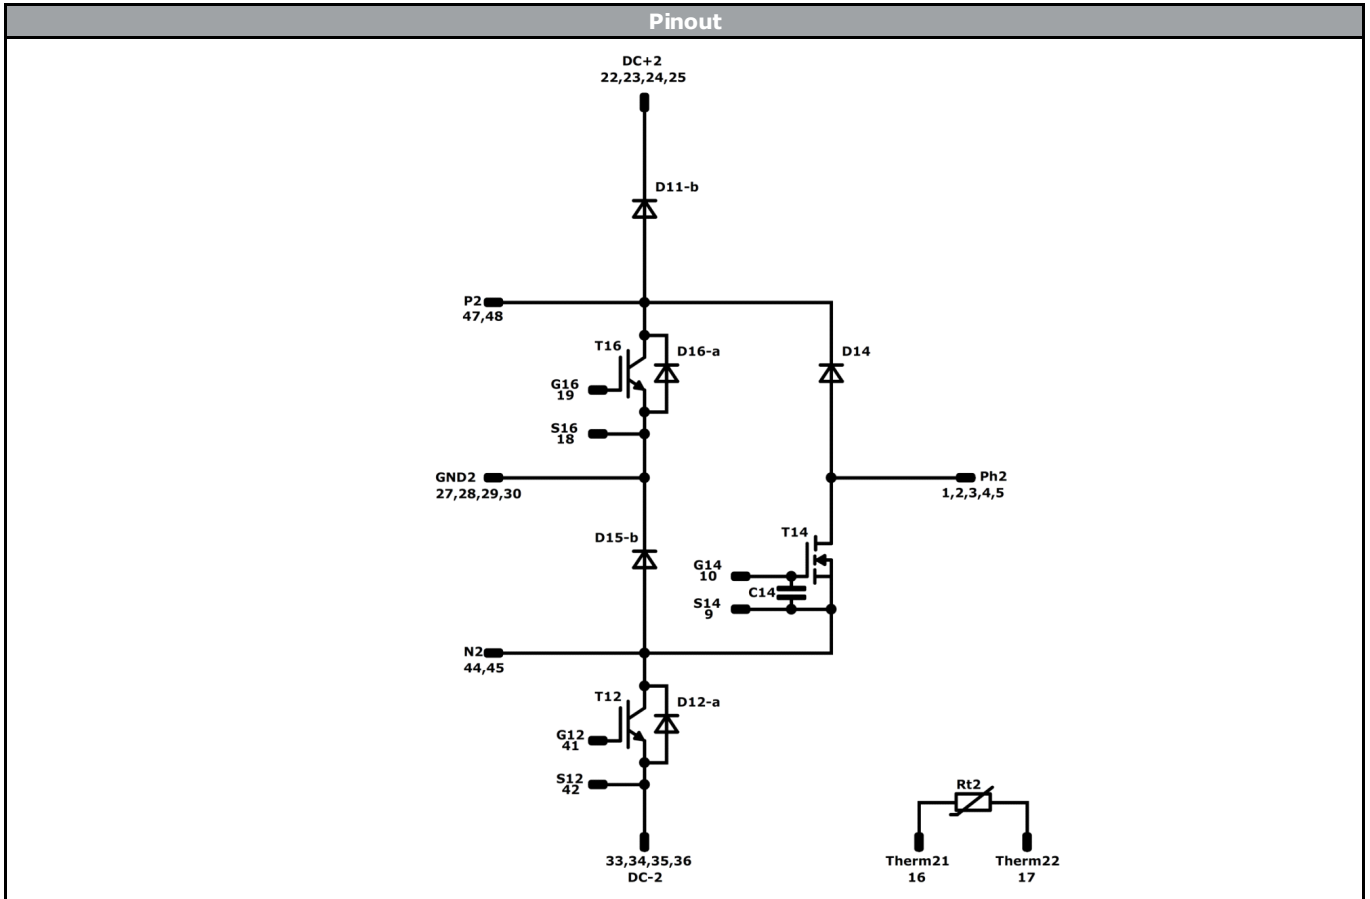 Pinout
DC+2
22,23,24,25
D11-b
P2
47,48
T16
D16-a
D14
G16
19
S16
18
GND2
27,28,29,30
Ph2
1,2,3,4,5
D15-b
T14
G14
10
C14
S14
9
N2
44,45
T12
D12-a
G12
41
S12
42
33,34,35,36
DC-2
Rt2
Therm21
16
Therm22
17